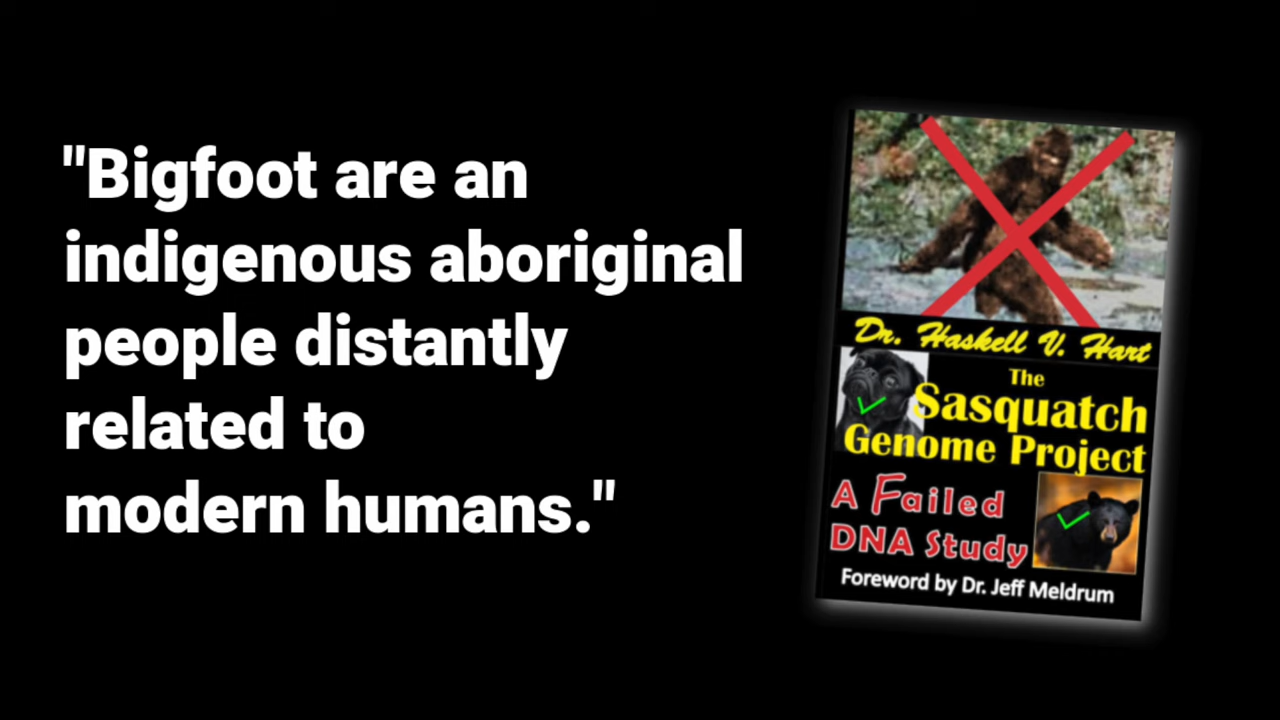 "Bigfoot are an
indigenous aboriginal
people distantly
related to
modern humans."
Dr. Haskell V. Hart
The
Sasquatch
Genome Project
A Failed
DNA Study
Foreword by Dr. Jeff Meldrum